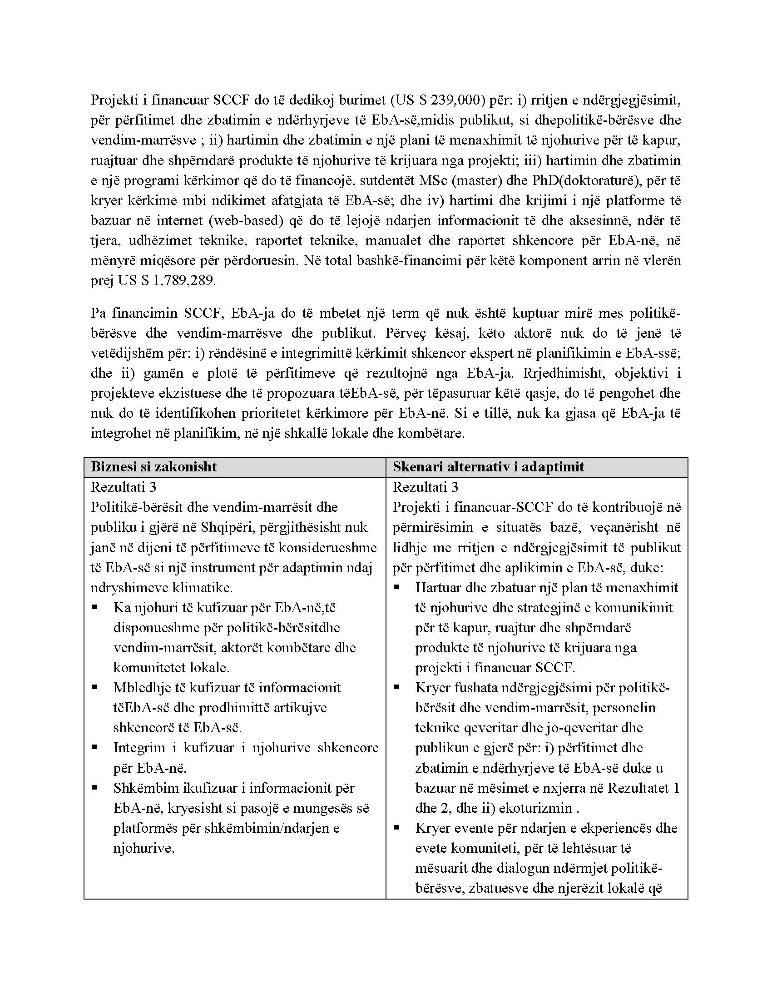 Projekti i financuar SCCF do të dedikoj burimet (US $ 239,000) për: i) rritjen e ndërgjegjësimit,
për përfitimet dhe zbatimin e ndërhyrjeve të EbA-së,midis publikut, si dhepolitikë-bërësve dhe
vendim-marrësve ; ii) hartimin dhe zbatimin e një plani të menaxhimit të njohurive për të kapur,
ruajtuar dhe shpërndarë produkte të njohurive të krijuara nga projekti; iii) hartimin dhe zbatimin
e një programi kërkimor që do të financojë, sutdentët MSc (master) dhe PhD(doktoraturë), për të
kryer kërkime mbi ndikimet afatgjata të EbA-së; dhe iv) hartimi dhe krijimi i një platforme të
bazuar në internet (web-based) që do të lejojë ndarjen informacionit të dhe aksesinnë, ndër të
tjera, udhëzimet teknike, raportet teknike, manualet dhe raportet shkencore për EbA-në, në
mënyrë miqësore për përdoruesin. Në total bashkë-financimi për këtë komponent arrin në vlerën
prej US $ 1,789,289.
Pa financimin SCCF, EbA-ja do të mbetet një term që nuk është kuptuar mirë mes politikë-
bërësve dhe vendim-marrësve dhe publikut. Përveç kësaj, këto aktorë nuk do të jenë të
vetëdijshëm për: i) rëndësinë e integrimittë kërkimit shkencor ekspert në planifikimin e EbA-ssë;
dhe ii) gamën e plotë të përfitimeve që rezultojnë nga EbA-ja. Rrjedhimisht, objektivi i
projekteve ekzistuese dhe të propozuara tëEbA-së, për tëpasuruar këtë qasje, do të pengohet dhe
nuk do të identifikohen prioritetet kërkimore për EbA-në. Si e tillë, nuk ka gjasa që EbA-ja të
integrohet në planifikim, në një shkallë lokale dhe kombëtare.
Biznesi si zakonisht
Rezultati 3
Politikë-bërësit dhe vendim-marrësit dhe
publiku i gjërë në Shqipëri, përgjithësisht nuk
janë në dijeni të përfitimeve të konsiderueshme
të EbA-së si një instrument për adaptimin ndaj
ndryshimeve klimatike.
▪ Ka njohuri të kufizuar për EbA-në,të
disponueshme për politikë-bërësitdhe
vendim-marrësit, aktorët kombëtare dhe
komunitetet lokale.
▪ Mbledhje të kufizuar të informacionit
tëEbA-së dhe prodhimittë artikujve
shkencorë të EbA-së.
▪ Integrim i kufizuar i njohurive shkencore
për EbA-në.
▪ Shkëmbim ikufizuar i informacionit për
EbA-në, kryesisht si pasojë e mungesës së
platformës për shkëmbimin/ndarjen e
njohurive.
Skenari alternativ i adaptimit
Rezultati 3
Projekti i financuar-SCCF do të kontribuojë në
përmirësimin e situatës bazë, veçanërisht në
lidhje me rritjen e ndërgjegjësimit të publikut
për përfitimet dhe aplikimin e EbA-së, duke:
▪ Hartuar dhe zbatuar një plan të menaxhimit
të njohurive dhe strategjinë e komunikimit
për të kapur, ruajtur dhe shpërndarë
produkte të njohurive të krijuara nga
projekti i financuar SCCF.
▪ Kryer fushata ndërgjegjësimi për politikë-
bërësit dhe vendim-marrësit, personelin
teknike qeveritar dhe jo-qeveritar dhe
publikun e gjerë për: i) përfitimet dhe
zbatimin e ndërhyrjeve të EbA-së duke u
bazuar në mësimet e nxjerra në Rezultatet 1
dhe 2, dhe ii) ekoturizmin .
▪ Kryer evente për ndarjen e ekperiencës dhe
evete komuniteti, për të lehtësuar të
mësuarit dhe dialogun ndërmjet politikë-
bërësve, zbatuesve dhe njerëzit lokalë që